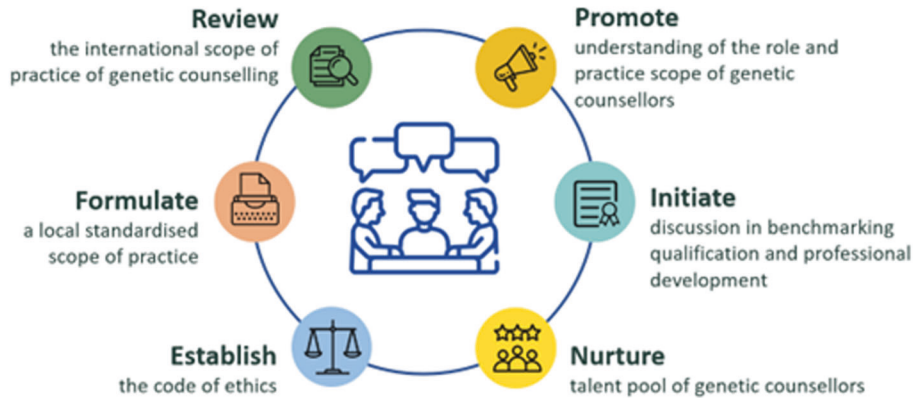 Review
the international scope of
practice of genetic counselling
Promote
understanding of the role and
practice scope of genetic
counsellors
Formulate
a local standardised
scope of practice
Initiate
discussion in benchmarking
qualification and professional
development
Establish
the code of ethics
Nurture
talent pool of genetic counsellors